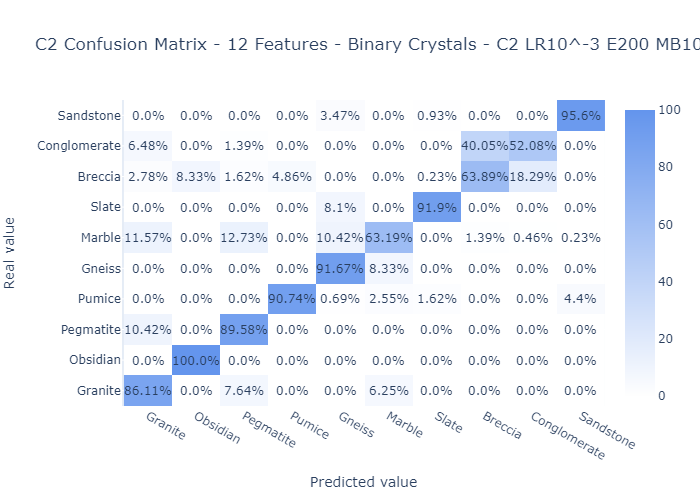 C2 Confusion Matrix - 12 Features - Binary Crystals - C2 LR10^-3 E200 MB10
Sandstone 0.0% 0.0% 0.0% 0.0% 3.47% 0.0% 0.93% 0.0% 0.0% 95.6%
Conglomerate 6.48% 0.0% 1.39% 0.0% 0.0% 0.0% 0.0% 40.05% 52.08% 0.0%
Breccia 2.78% 8.33% 1.62% 4.86% 0.0% 0.0% 0.23% 63.89% 18.29% 0.0%
Slate 0.0% 0.0% 0.0% 0.0% 8.1% 0.0% 91.9% 0.0% 0.0% 0.0%
Marble 11.57% 0.0% 12.73% 0.0% 10.42% 63.19% 0.0% 1.39% 0.46% 0.23%
Gneiss 0.0% 0.0% 0.0% 0.0% 91.67% 8.33% 0.0% 0.0% 0.0% 0.0%
Pumice 0.0% 0.0% 0.0% 90.74% 0.69% 2.55% 1.62% 0.0% 0.0% 4.4%
Pegmatite 10.42% 0.0% 89.58% 0.0% 0.0% 0.0% 0.0% 0.0% 0.0% 0.0%
Obsidian 0.0% 100.0% 0.0% 0.0% 0.0% 0.0% 0.0% 0.0% 0.0% 0.0%
Granite 86.11% 0.0% 7.64% 0.0% 0.0% 6.25% 0.0% 0.0% 0.0% 0.0%
Granite Obsidian Pegmatite Pumice Gneiss Marble Slate Breccia Conglomerate Sandstone
Predicted value
Real value
100
80
60
40
20
0